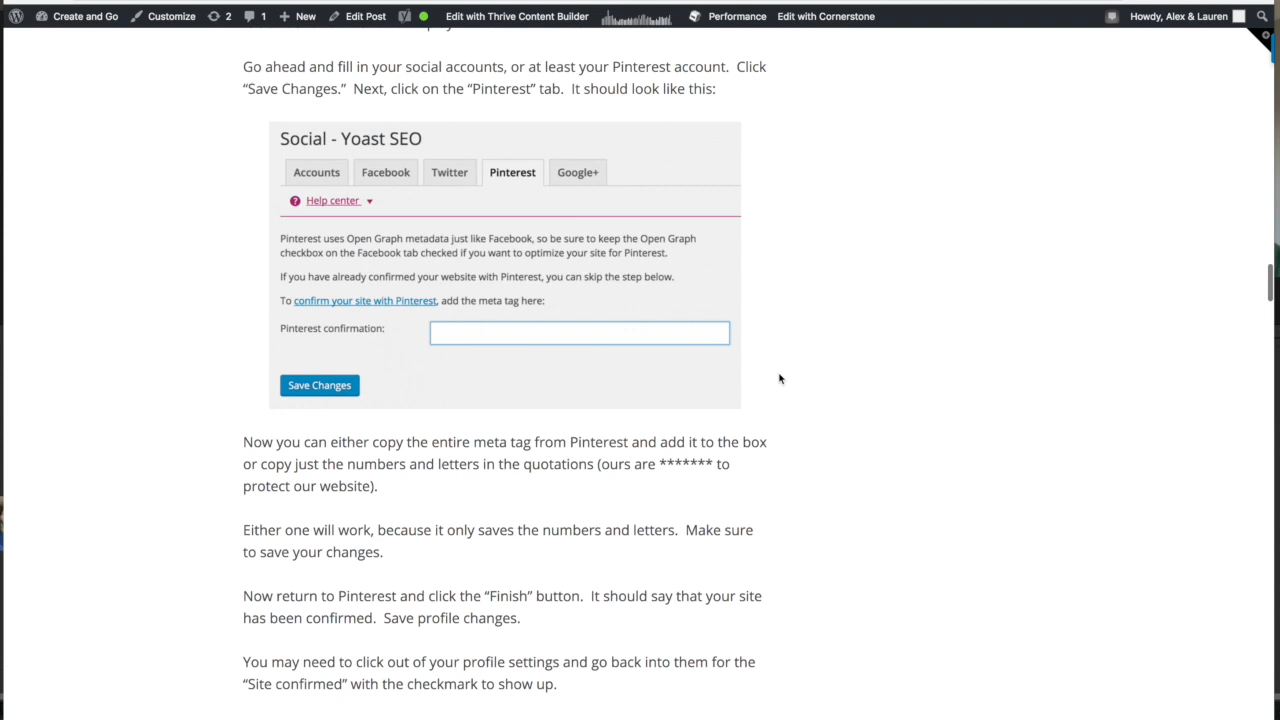 Create and Go Customize 2 1 New Edit Post Edit with Thrive Content Builder Performance Edit with Cornerstone Howdy, Alex & Lauren
Go ahead and fill in your social accounts, or at least your Pinterest account. Click
“Save Changes.” Next, click on the “Pinterest” tab. It should look like this:
Social - Yoast SEO
Accounts Facebook Twitter Pinterest Google+
? Help center
Pinterest uses Open Graph metadata just like Facebook, so be sure to keep the Open Graph
checkbox on the Facebook tab checked if you want to optimize your site for Pinterest.
If you have already confirmed your website with Pinterest, you can skip the step below.
To confirm your site with Pinterest, add the meta tag here:
Pinterest confirmation:
Save Changes
Now you can either copy the entire meta tag from Pinterest and add it to the box
or copy just the numbers and letters in the quotations (ours are ******* to
protect our website).
Either one will work, because it only saves the numbers and letters. Make sure
to save your changes.
Now return to Pinterest and click the “Finish” button. It should say that your site
has been confirmed. Save profile changes.
You may need to click out of your profile settings and go back into them for the
“Site confirmed” with the checkmark to show up.